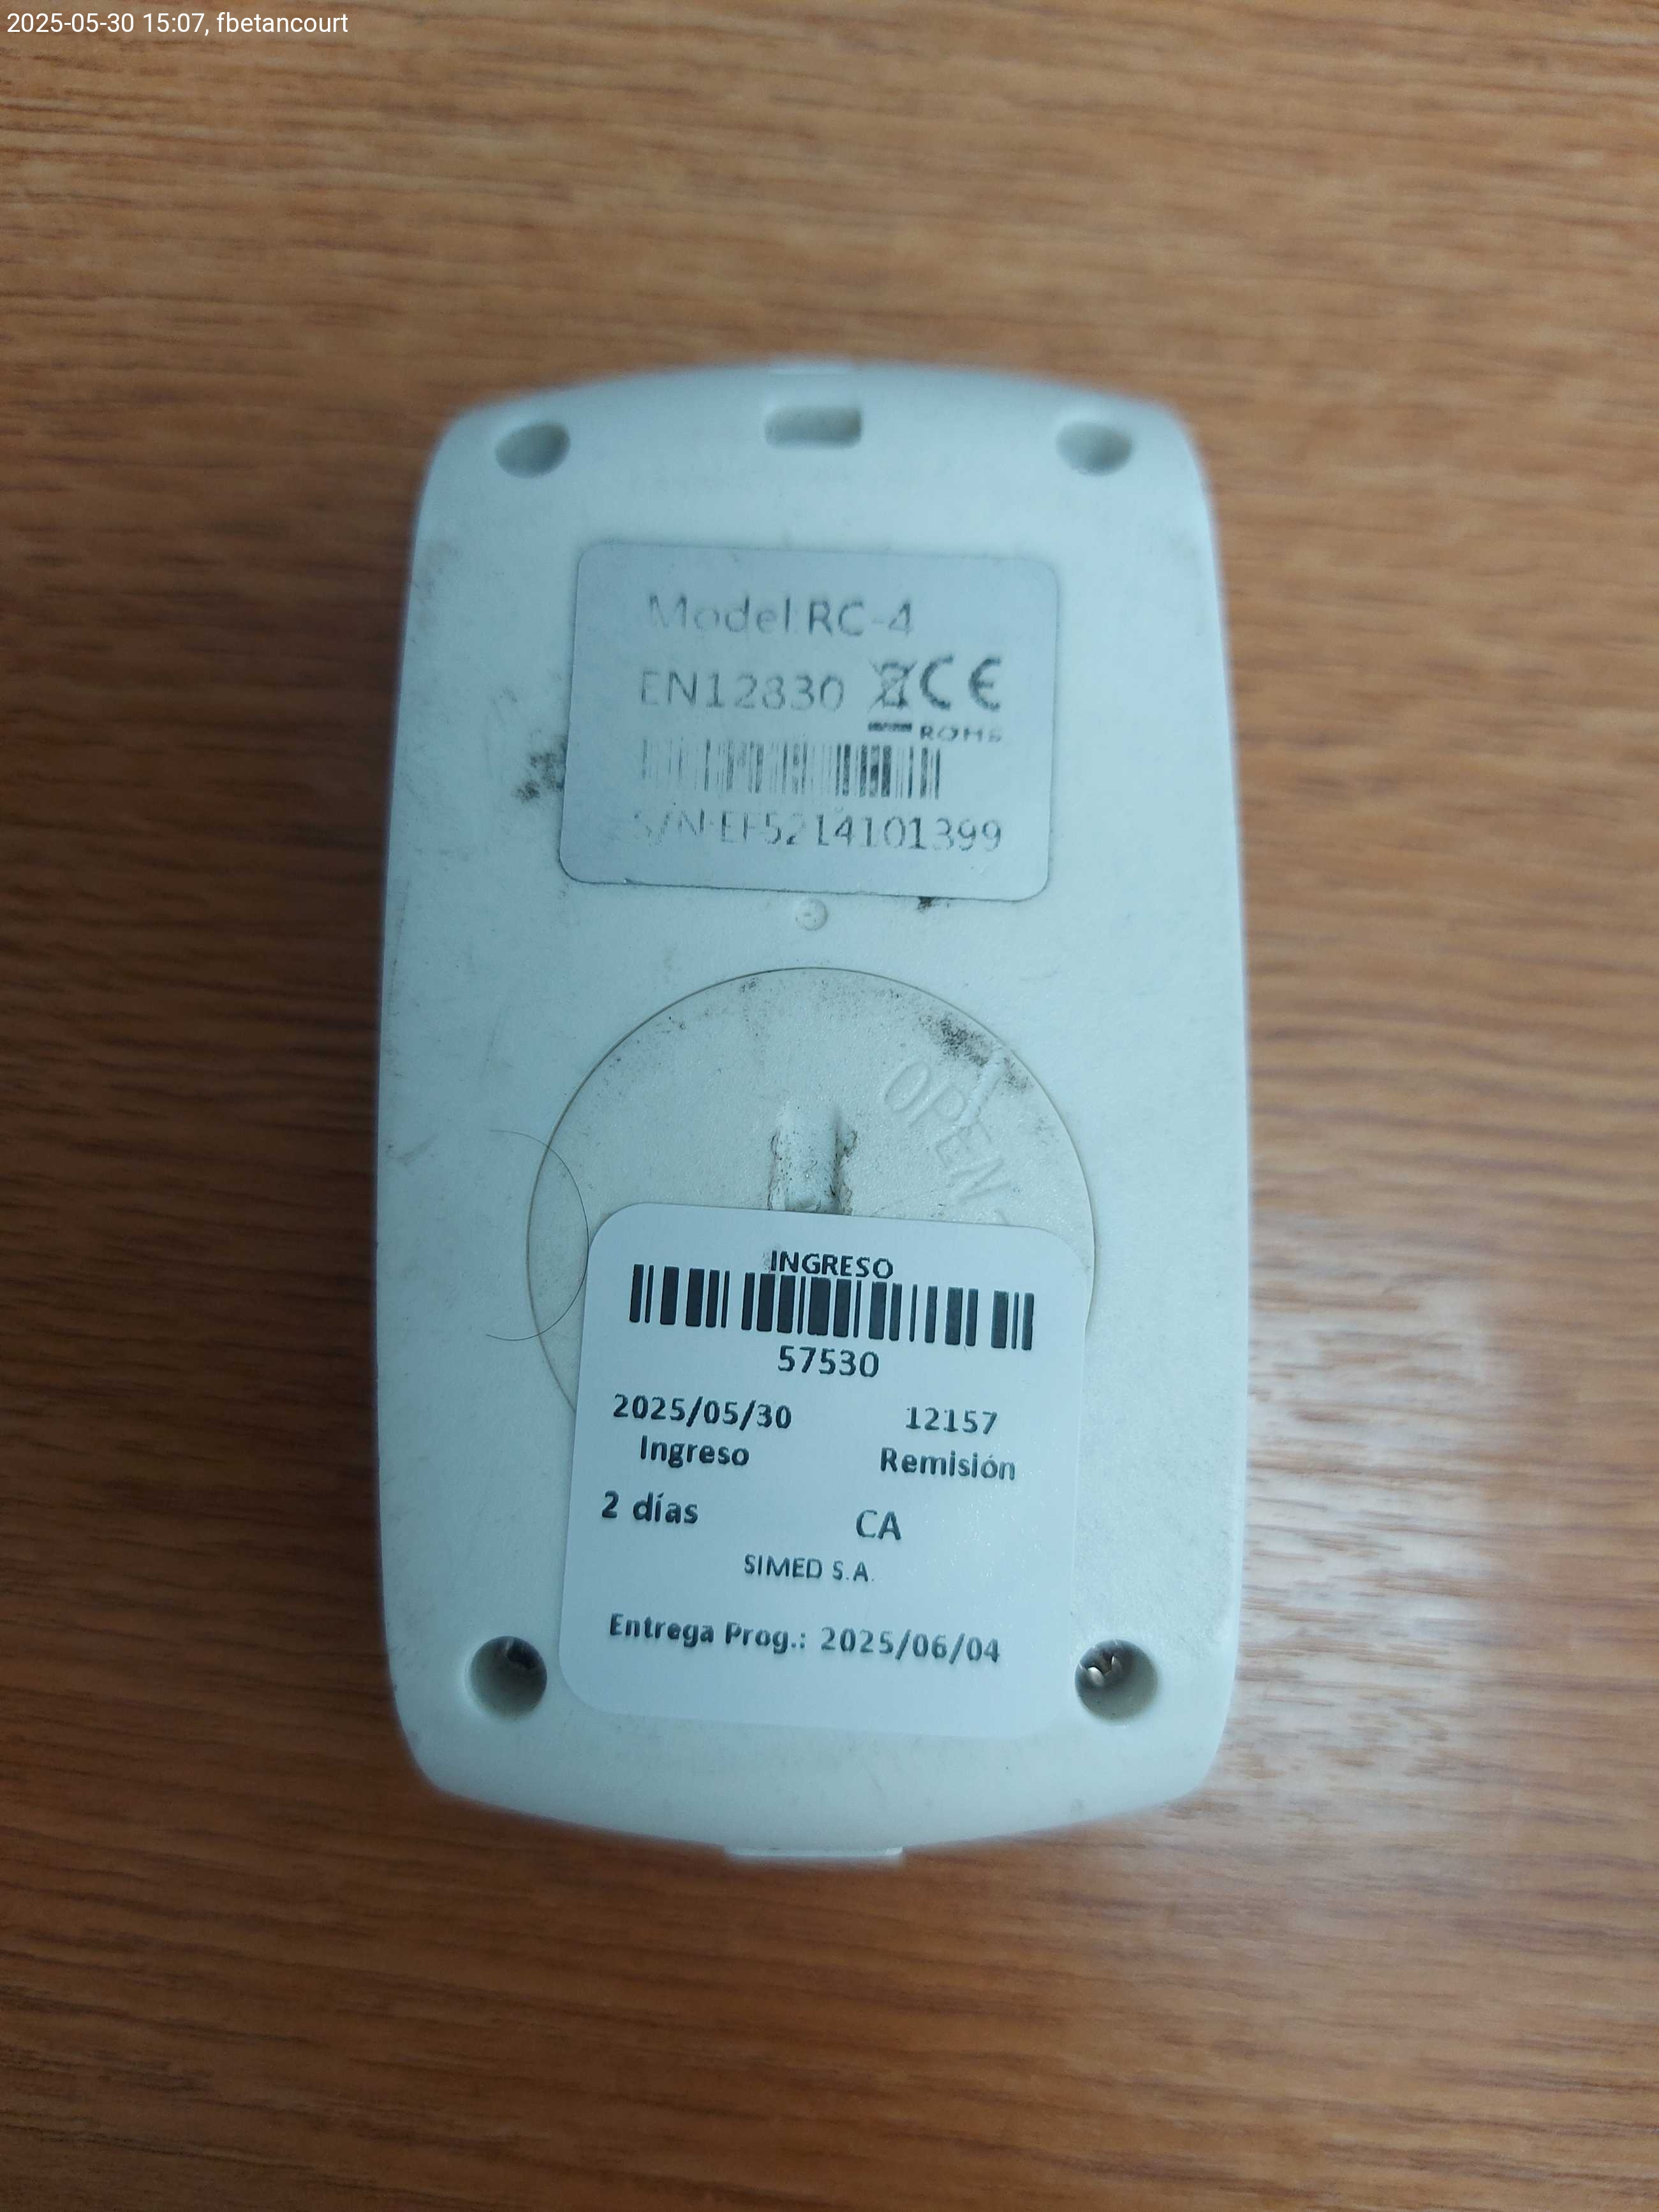 2025-05-30 15:07, fbetancourt
Model:RC-4
EN12830 CE
ROHS
S/N:EF5214101399
OPEN
INGRESO
57530
2025/05/30 12157
Ingreso Remisión
2 días CA
SIMED S.A.
Entrega Prog.: 2025/06/04